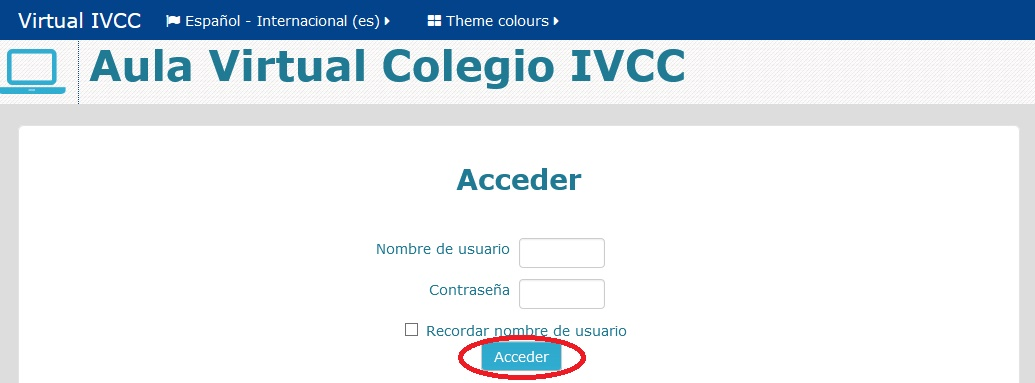 Virtual IVCC Español - Internacional (es) Theme colours
Aula Virtual Colegio IVCC
Acceder
Nombre de usuario
Contraseña
Recordar nombre de usuario
Acceder